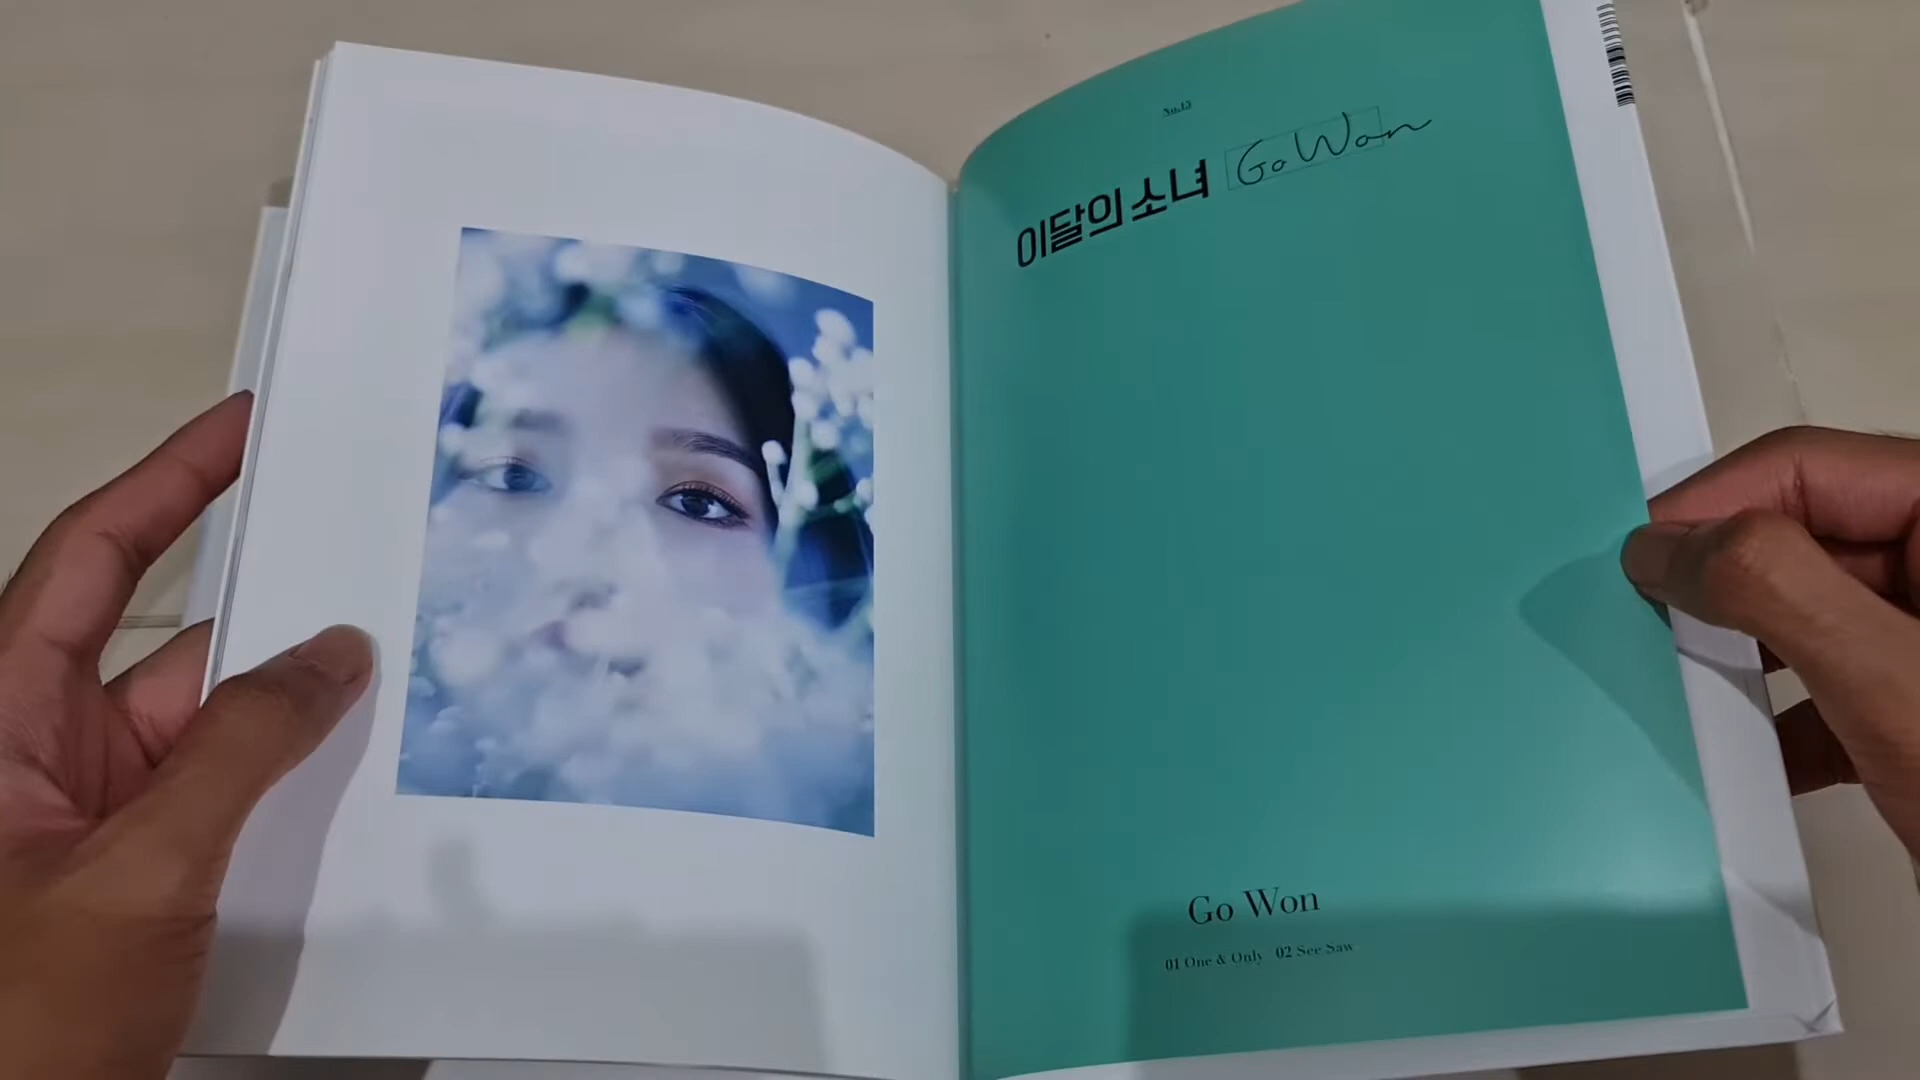 No.13
이달의 소녀 Go Won
Go Won
01 One & Only 02 See Saw